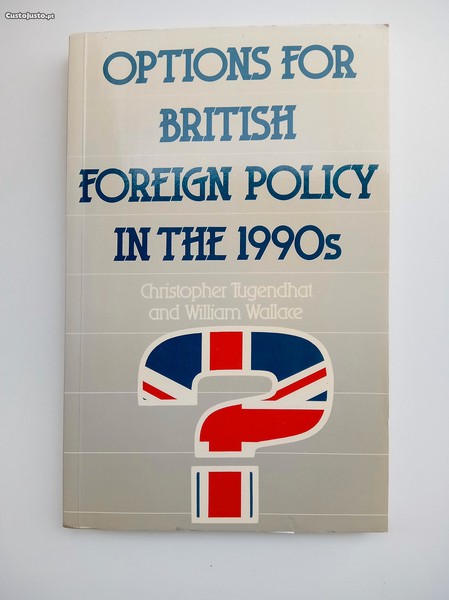 CustoJusto.pt
OPTIONS FOR
BRITISH
FOREIGN POLICY
IN THE 1990s
Christopher Tugendhat
and William Wallace
?